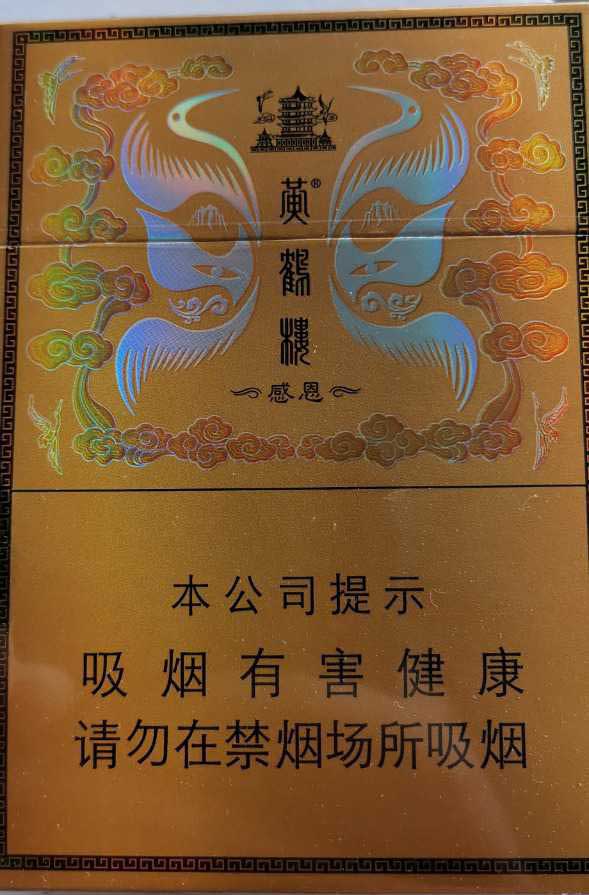 黄鹤楼®
感恩
本公司提示
吸烟有害健康
请勿在禁烟场所吸烟